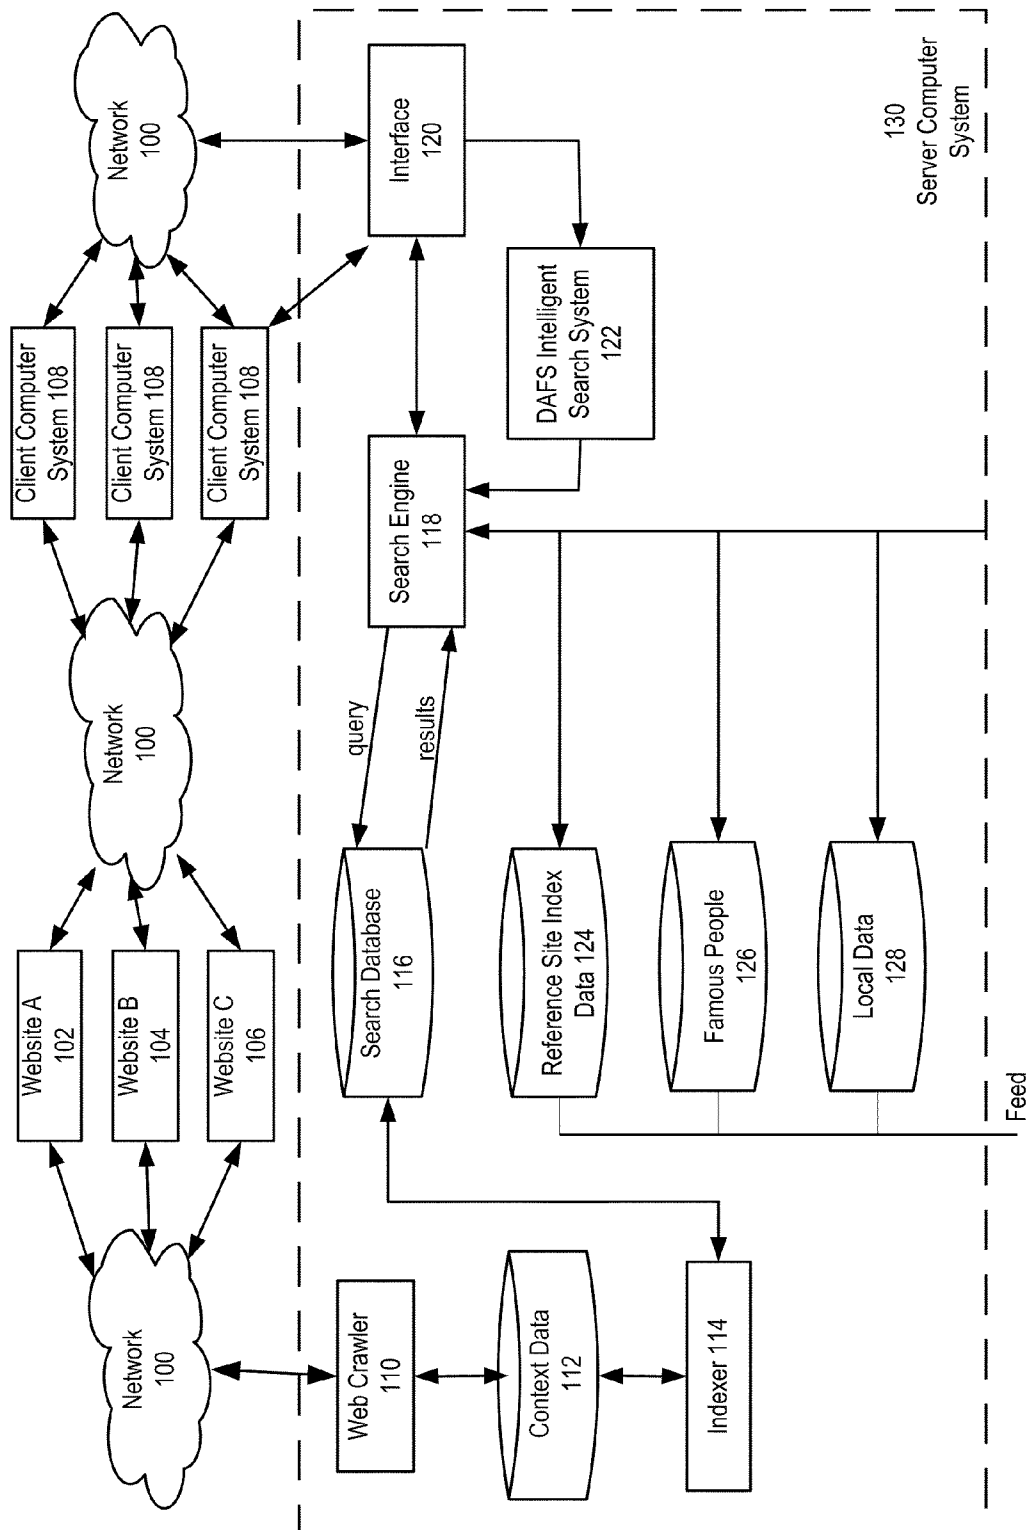 Network
100
Website A
102
Website B
104
Website C
106
Network
100
Client Computer
System 108
Client Computer
System 108
Client Computer
System 108
Network
100
Web Crawler
110
Context Data
112
Indexer 114
Search Database
116
query
results
Search Engine
118
Interface
120
DAFS Intelligent
Search System
122
Reference Site Index
Data 124
Famous People
126
Local Data
128
Feed
130
Server Computer
System